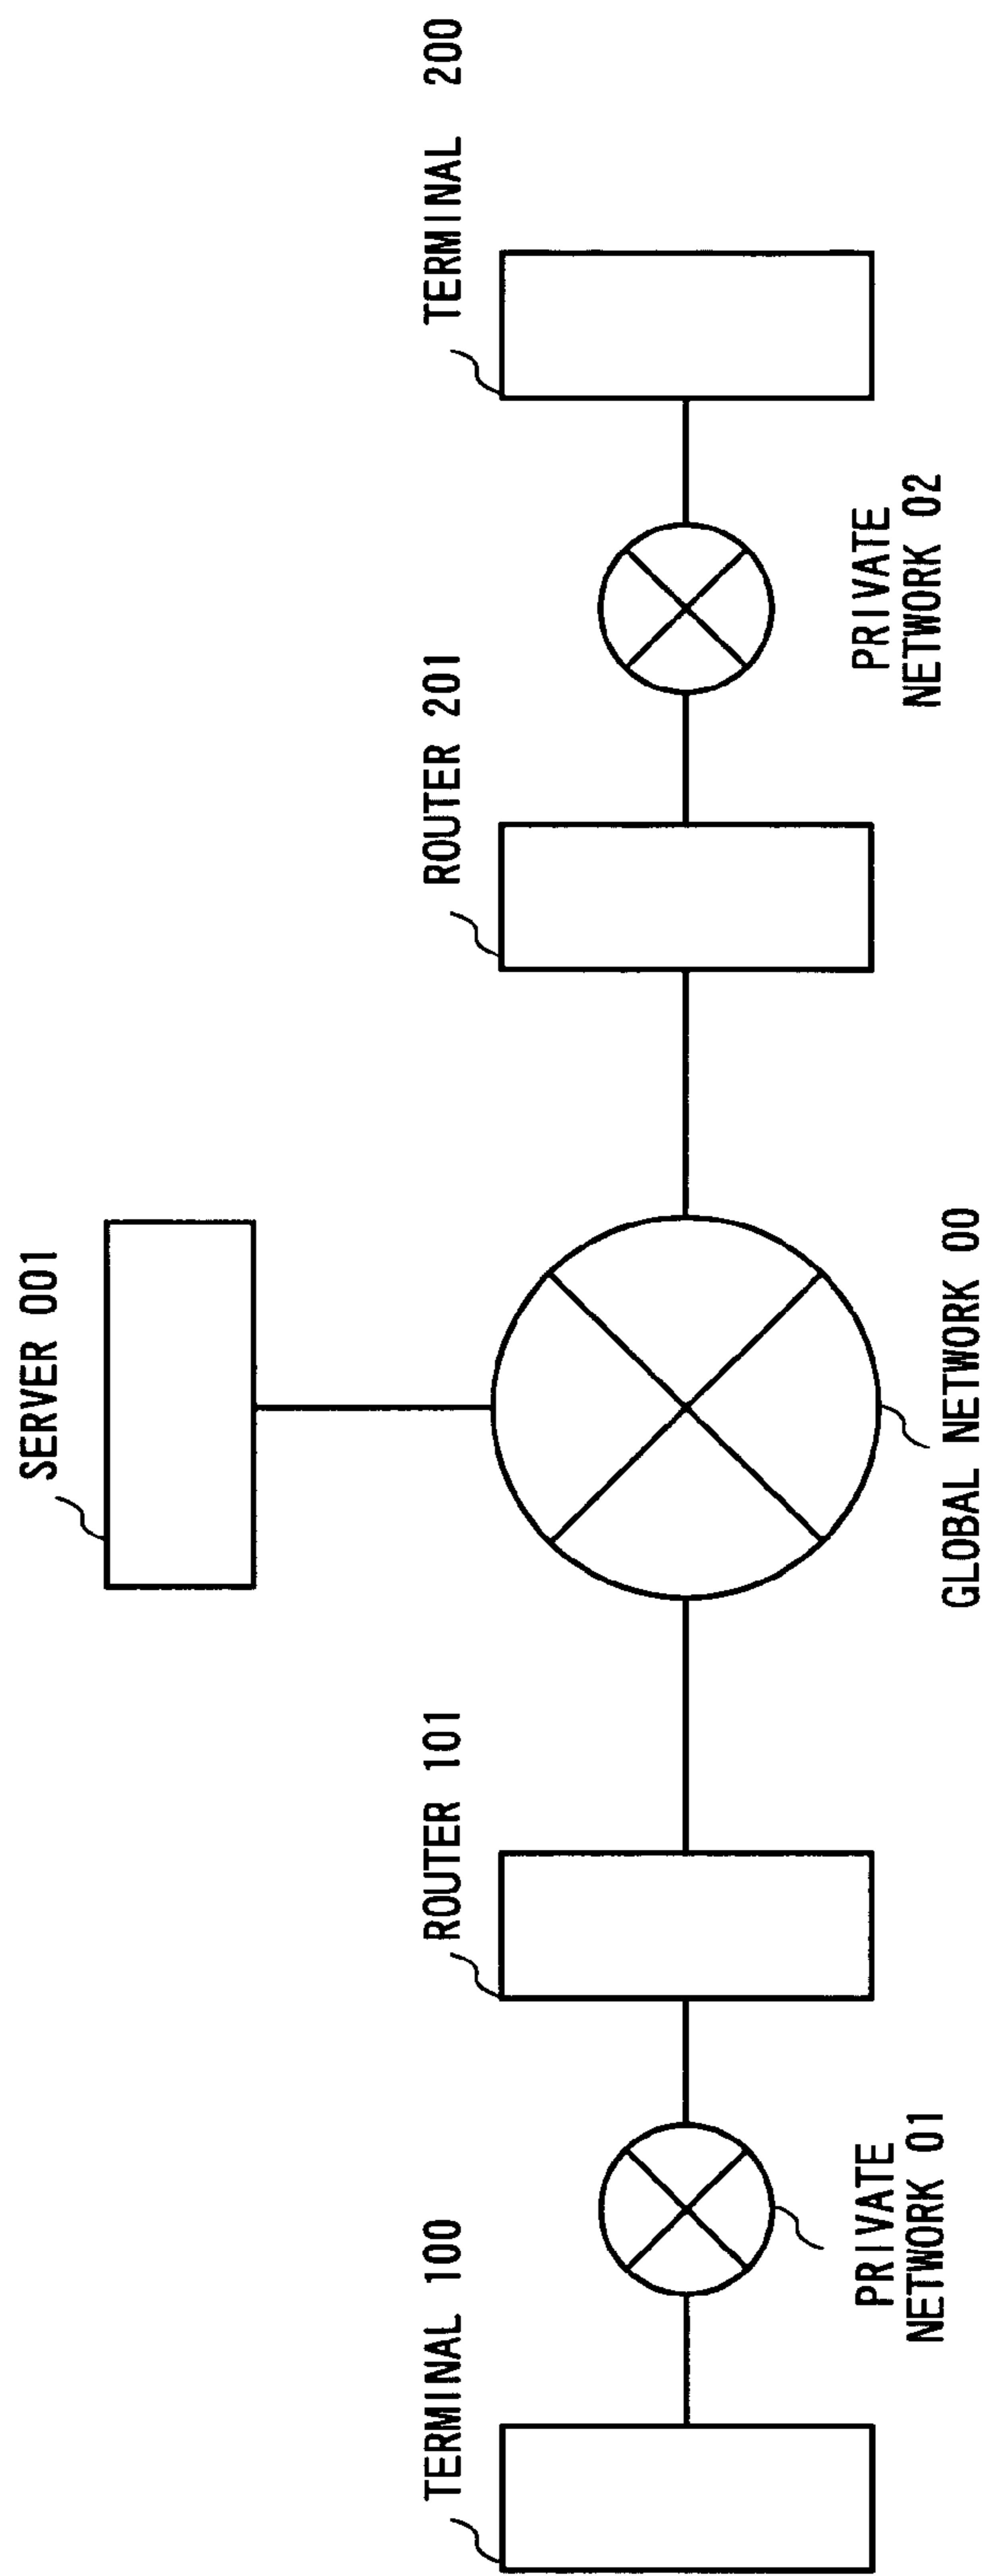 SERVER 001
TERMINAL 100
ROUTER 101
ROUTER 201
TERMINAL 200
PRIVATE
NETWORK 01
GLOBAL NETWORK 00
PRIVATE
NETWORK 02